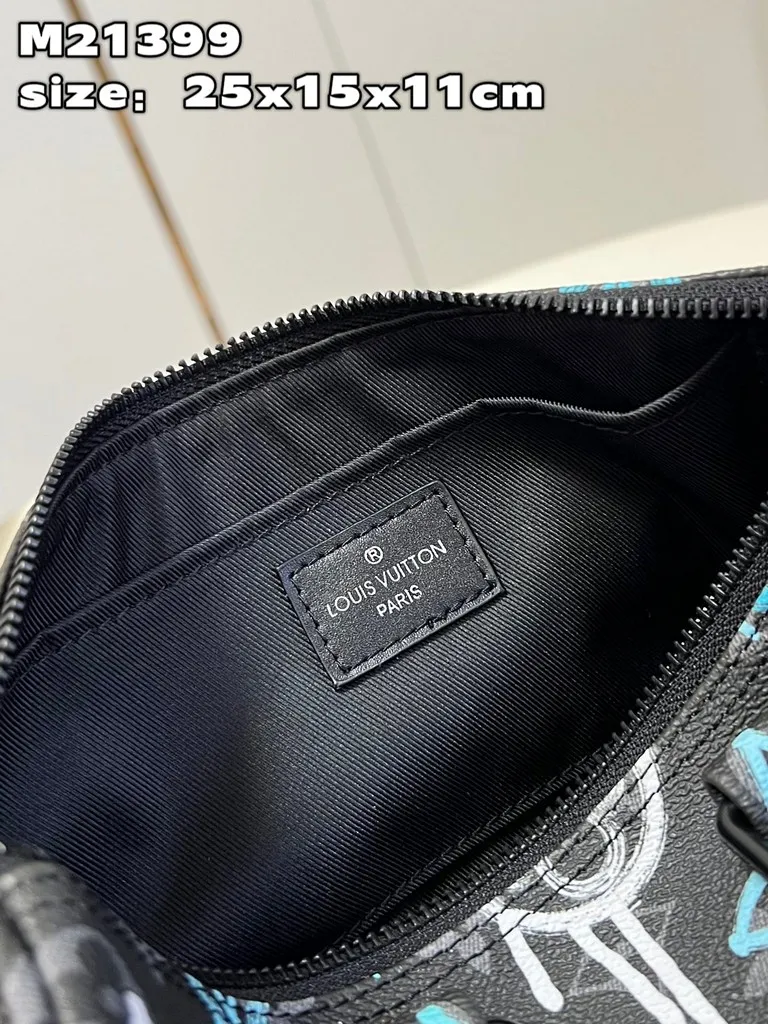 M21399
size：25x15x11cm
®
LOUIS VUITTON
PARIS